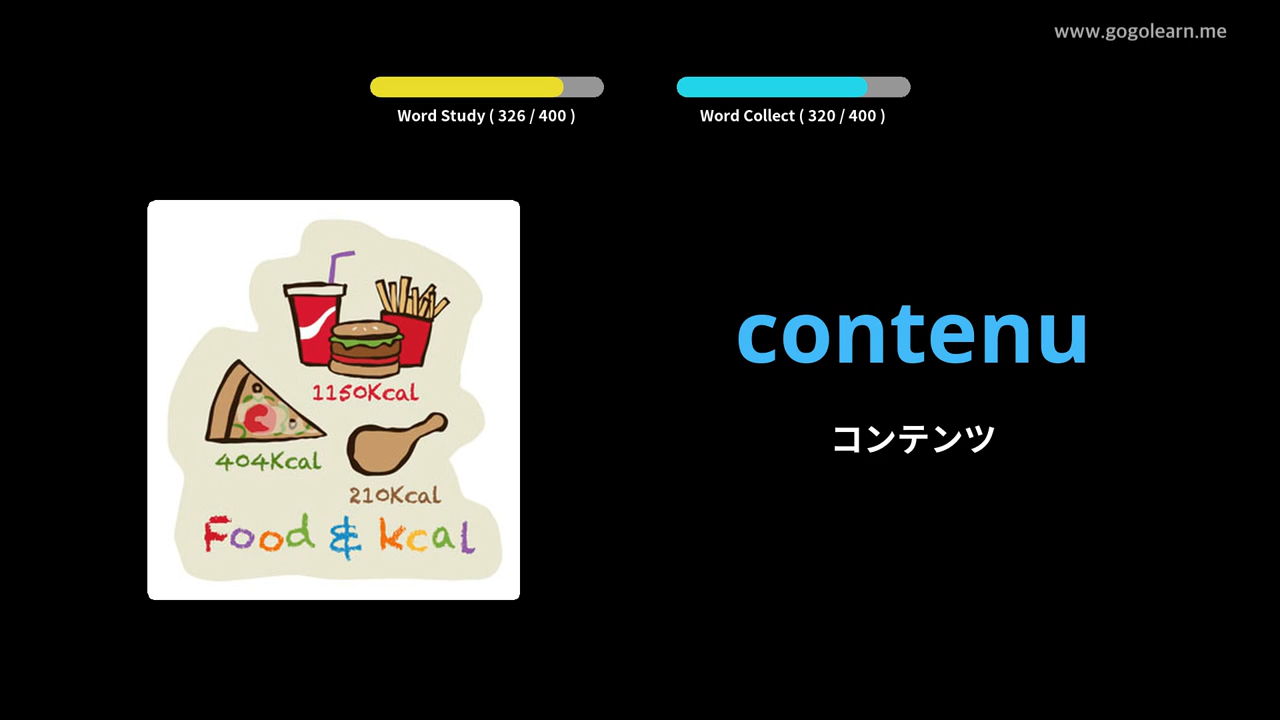 www.gogolearn.me
Word Study ( 326 / 400 )
Word Collect ( 320 / 400 )
1150Kcal
404Kcal
210Kcal
Food & kcal
contenu
コンテンツ